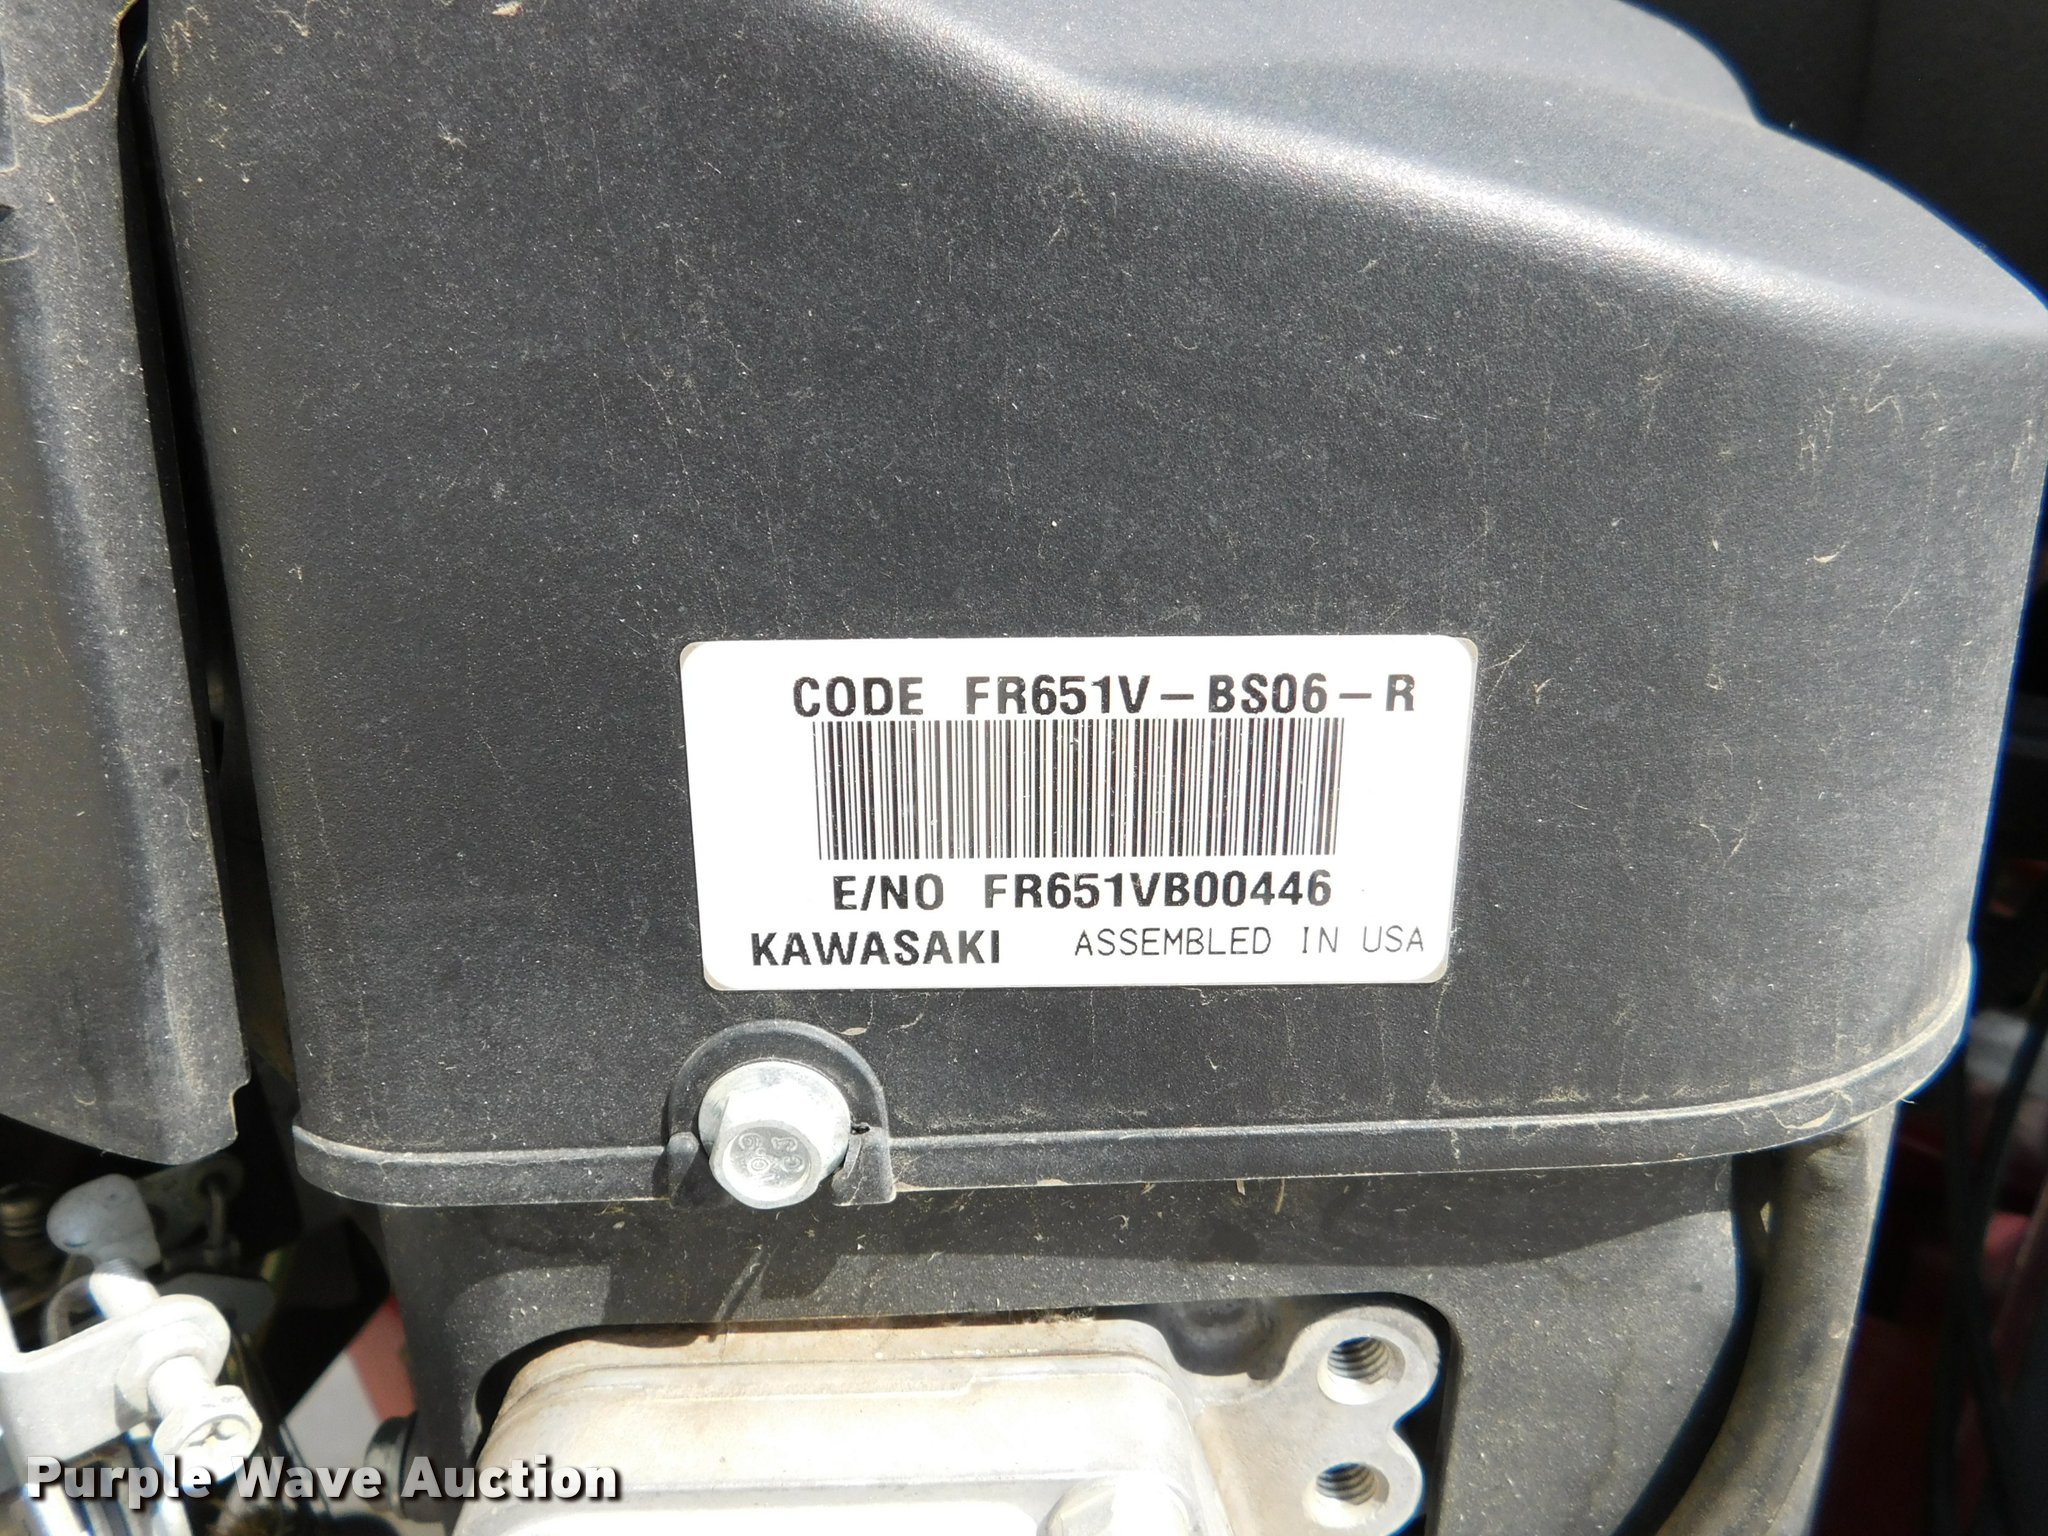 CODE FR651V-BS06-R
E/NO FR651VB00446
KAWASAKI ASSEMBLED IN USA
Purple Wave Auction